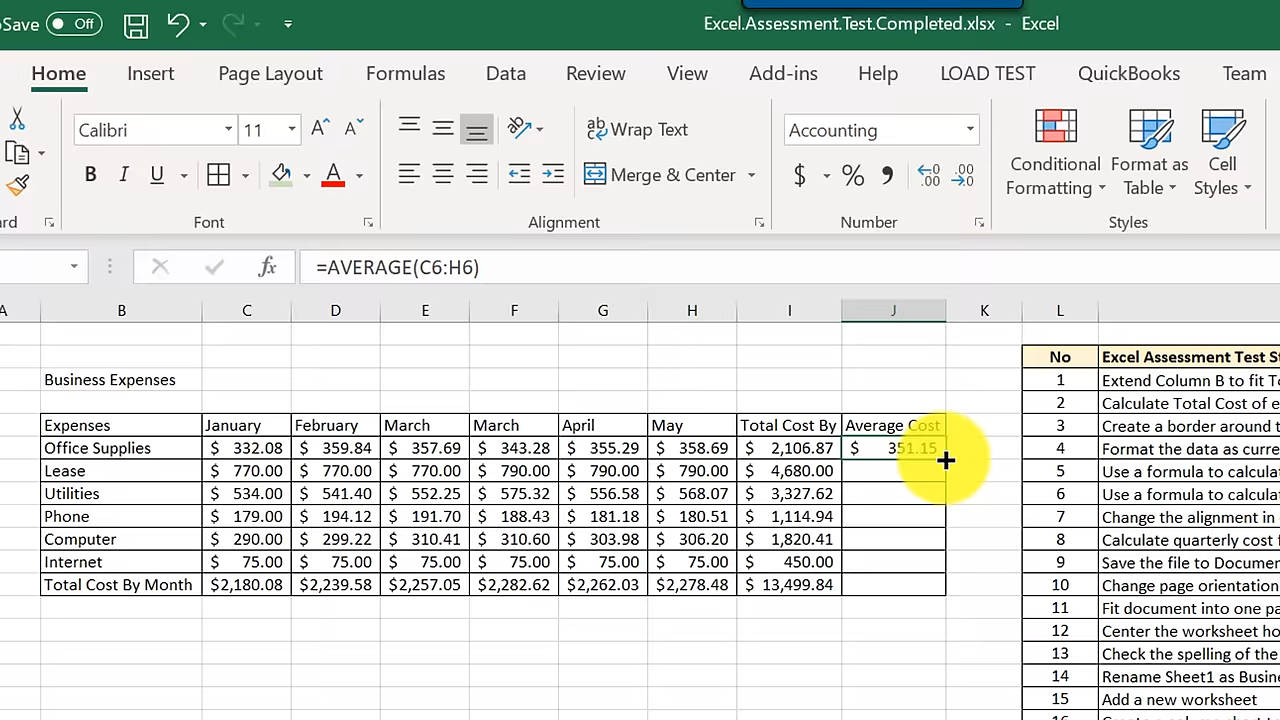 Save Off Excel.Assessment.Test.Completed.xlsx - Excel
Home Insert Page Layout Formulas Data Review View Add-ins Help LOAD TEST QuickBooks Team
Calibri 11 A A ab Wrap Text Accounting
B I U A Merge & Center $ % 9 .00 .00 Conditional Formatting Format as Table Cell Styles
rd Font Alignment Number Styles
fx =AVERAGE(C6:H6)
A B C D E F G H I J K L
No Excel Assessment Test S
Business Expenses 1 Extend Column B to fit T
2 Calculate Total Cost of e
Expenses January February March March April May Total Cost By Average Cost 3 Create a border around t
Office Supplies $ 332.08 $ 359.84 $ 357.69 $ 343.28 $ 355.29 $ 358.69 $ 2,106.87 $ 351.15 4 Format the data as curre
Lease $ 770.00 $ 770.00 $ 770.00 $ 790.00 $ 790.00 $ 790.00 $ 4,680.00 5 Use a formula to calcula
Utilities $ 534.00 $ 541.40 $ 552.25 $ 575.32 $ 556.58 $ 568.07 $ 3,327.62 6 Use a formula to calcula
Phone $ 179.00 $ 194.12 $ 191.70 $ 188.43 $ 181.18 $ 180.51 $ 1,114.94 7 Change the alignment in
Computer $ 290.00 $ 299.22 $ 310.41 $ 310.60 $ 303.98 $ 306.20 $ 1,820.41 8 Calculate quarterly cost f
Internet $ 75.00 $ 75.00 $ 75.00 $ 75.00 $ 75.00 $ 75.00 $ 450.00 9 Save the file to Docume
Total Cost By Month $2,180.08 $2,239.58 $2,257.05 $2,282.62 $2,262.03 $2,278.48 $ 13,499.84 10 Change page orientation
11 Fit document into one pa
12 Center the worksheet ho
13 Check the spelling of the
14 Rename Sheet1 as Busine
15 Add a new worksheet